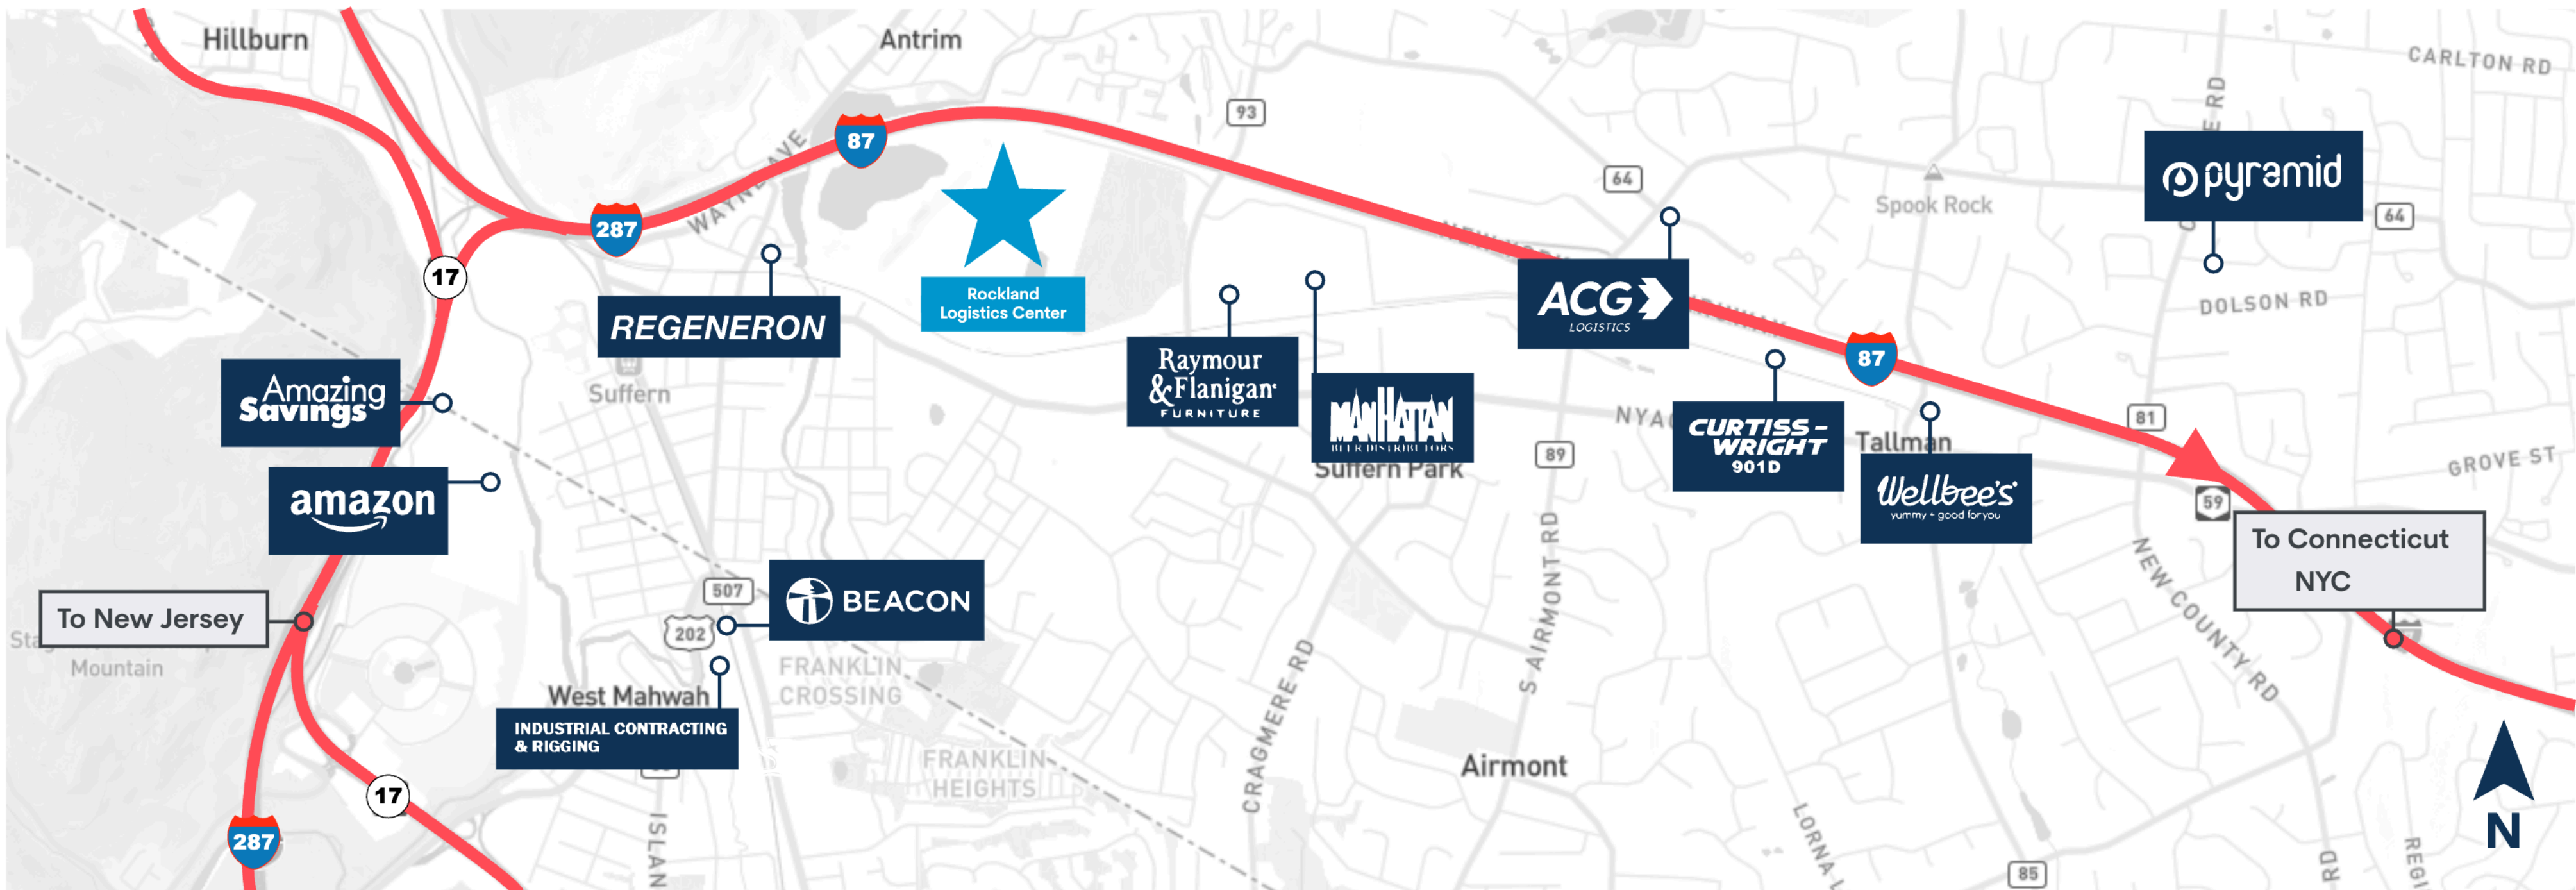 Hillburn
Antrim
CARLTON RD
93
87
64
pyramid
Spook Rock
64
WAYNE AVE
287
17
REGENERON
Rockland
Logistics Center
ACG
LOGISTICS
DOLSON RD
Raymour
&Flanigan
FURNITURE
MANHATTAN
BEER DISTRIBUTORS
Suffern Park
87
Amazing
Savings
Suffern
CURTISS-
WRIGHT
901D
Tallman
81
89
GROVE ST
amazon
Wellbee's
yummy + good for you
59
To Connecticut
NYC
507
BEACON
202
To New Jersey
Mountain
FRANKLIN
CROSSING
West Mahwah
INDUSTRIAL CONTRACTING
& RIGGING
S AIRMONT RD
CRAGMERE RD
NEW COUNTY RD
FRANKLIN
HEIGHTS
Airmont
17
287
N
85